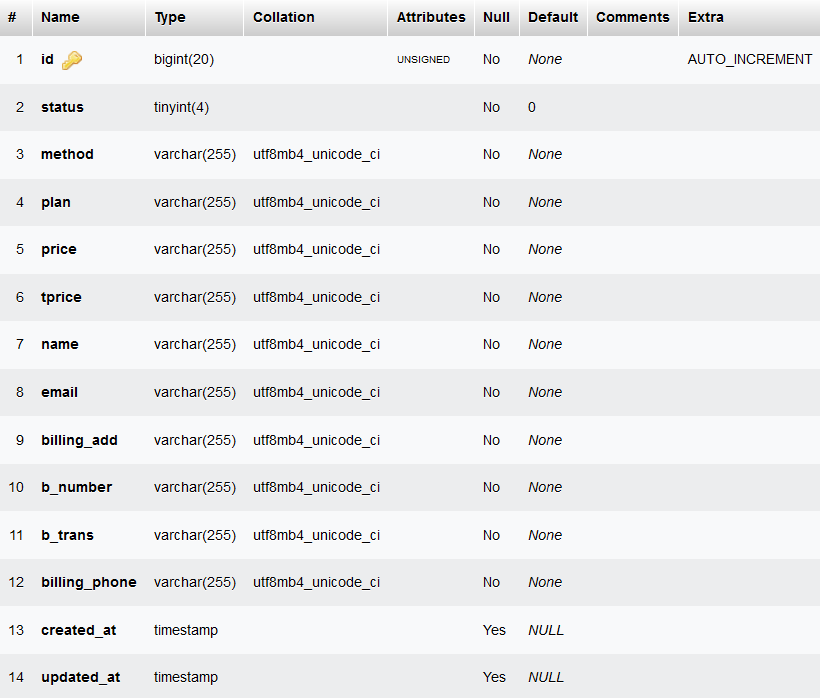 # Name Type Collation Attributes Null Default Comments Extra
1 id bigint(20) UNSIGNED No None AUTO_INCREMENT
2 status tinyint(4) No 0
3 method varchar(255) utf8mb4_unicode_ci No None
4 plan varchar(255) utf8mb4_unicode_ci No None
5 price varchar(255) utf8mb4_unicode_ci No None
6 tprice varchar(255) utf8mb4_unicode_ci No None
7 name varchar(255) utf8mb4_unicode_ci No None
8 email varchar(255) utf8mb4_unicode_ci No None
9 billing_add varchar(255) utf8mb4_unicode_ci No None
10 b_number varchar(255) utf8mb4_unicode_ci No None
11 b_trans varchar(255) utf8mb4_unicode_ci No None
12 billing_phone varchar(255) utf8mb4_unicode_ci No None
13 created_at timestamp Yes NULL
14 updated_at timestamp Yes NULL